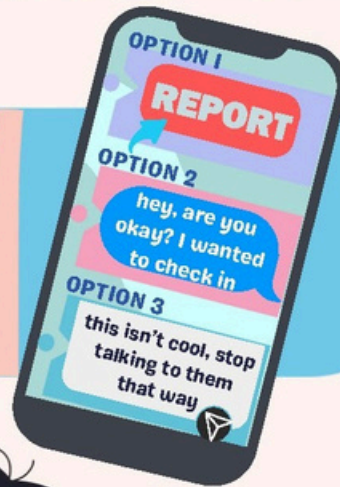 OPTION 1
REPORT
OPTION 2
hey, are you
okay? I wanted
to check in
OPTION 3
this isn't cool, stop
talking to them
that way